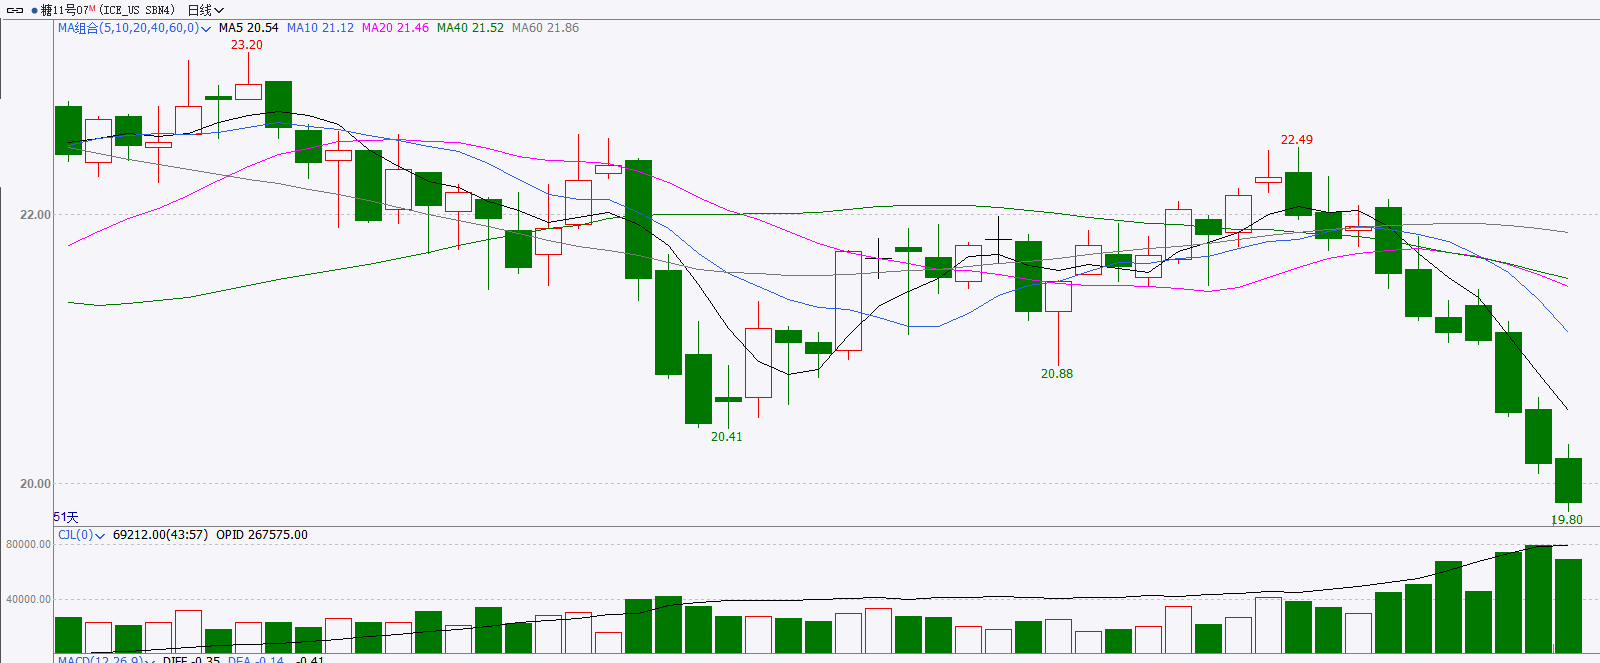 糖11号07M (ICE_US SBN4) 日线
MA组合(5,10,20,40,60,0) MA5 20.54 MA10 21.12 MA20 21.46 MA40 21.52 MA60 21.86
23.20
22.49
22.00
20.88
20.41
20.00
51天
19.80
CJL(0) 69212.00(43:57) OPID 267575.00
80000.00
40000.00
MACD(12,26,9) DIFF -0.35 DEA -0.14 -0.41